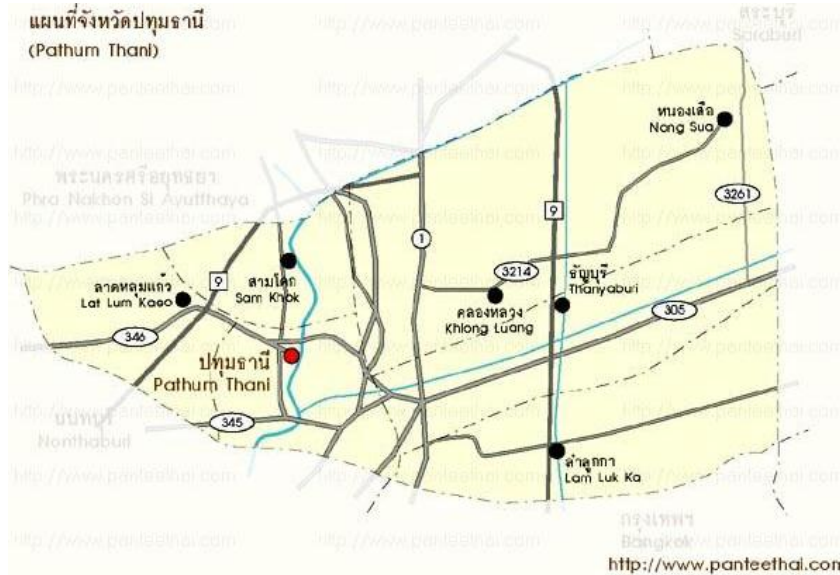 แผนที่จังหวัดปทุมธานี
(Pathum Thani)
สระบุรี
Saraburi
หนองเสือ
Nong Sua
พระนครศรีอยุธยา
Phra Nakhon Si Ayutthaya
3261
9
1
3214
ธัญบุรี
Thanyaburi
สามโคก
Sam Khok
9
ลาดหลุมแก้ว
Lat Lum Kaeo
คลองหลวง
Khlong Luang
305
346
ปทุมธานี
Pathum Thani
นนทบุรี
Nonthaburi
345
ลำลูกกา
Lam Luk Ka
กรุงเทพฯ
Bangkok
http://www.panteethai.com